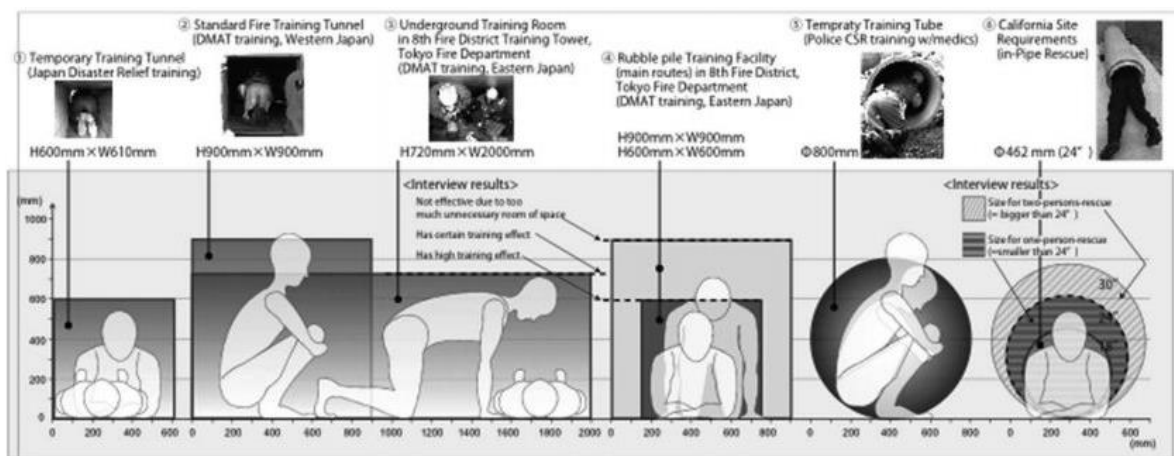 ① Temporary Training Tunnel
(Japan Disaster Relief training)
H600mm×W610mm
② Standard Fire Training Tunnel
(DMAT training, Western Japan)
H900mm×W900mm
③ Underground Training Room
in 8th Fire District Training Tower,
Tokyo Fire Department
(DMAT training, Eastern Japan)
H720mm×W2000mm
④ Rubble pile Training Facility
(main routes) in 8th Fire District,
Tokyo Fire Department
(DMAT training, Eastern Japan)
H900mm×W900mm
H600mm×W600mm
⑤ Tempraty Training Tube
(Police CSR training w/medics)
Φ800mm
⑥ California Site
Requirements
(in-Pipe Rescue)
Φ462 mm (24")
<Interview results>
Not effective due to too
much unnecessary room of space
Has certain training effect
Has high training effect
<Interview results>
Size for two-persons-rescue
(= bigger than 24")
Size for one-person-rescue
(=smaller than 24")
30"
(mm)
1000
800
600
400
200
0
0 200 400 600
0 200 400 600 800 1000 1200 1400 1600 1800 2000
0 200 400 600 800
0 200 400 600 800
0 200 400 600
(mm)